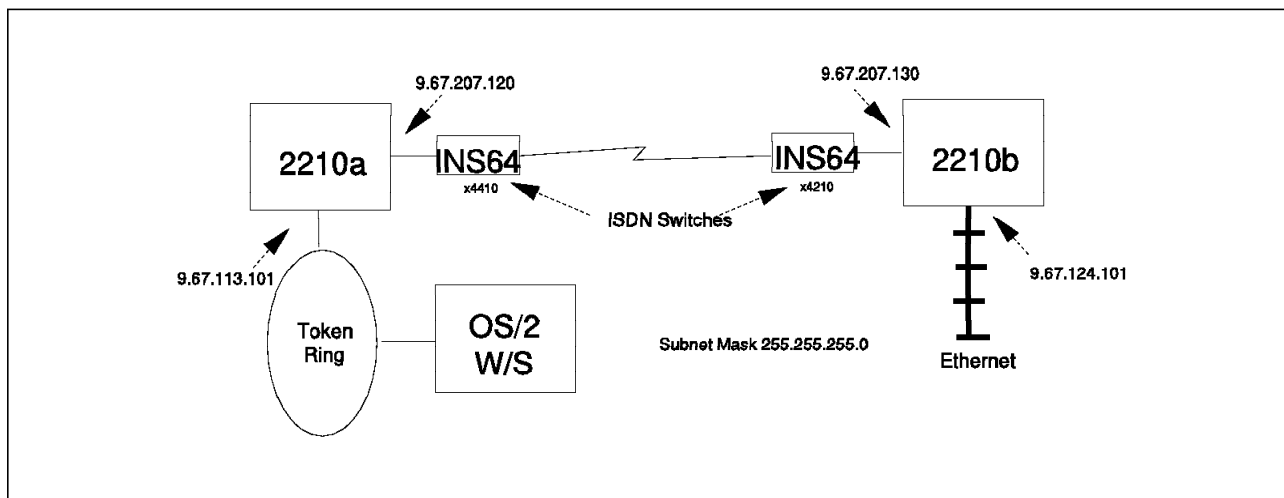 9.67.207.120
9.67.207.130
2210a
INS64
x4410
INS64
x4210
2210b
ISDN Switches
9.67.113.101
9.67.124.101
Token
Ring
OS/2
W/S
Subnet Mask 255.255.255.0
Ethernet